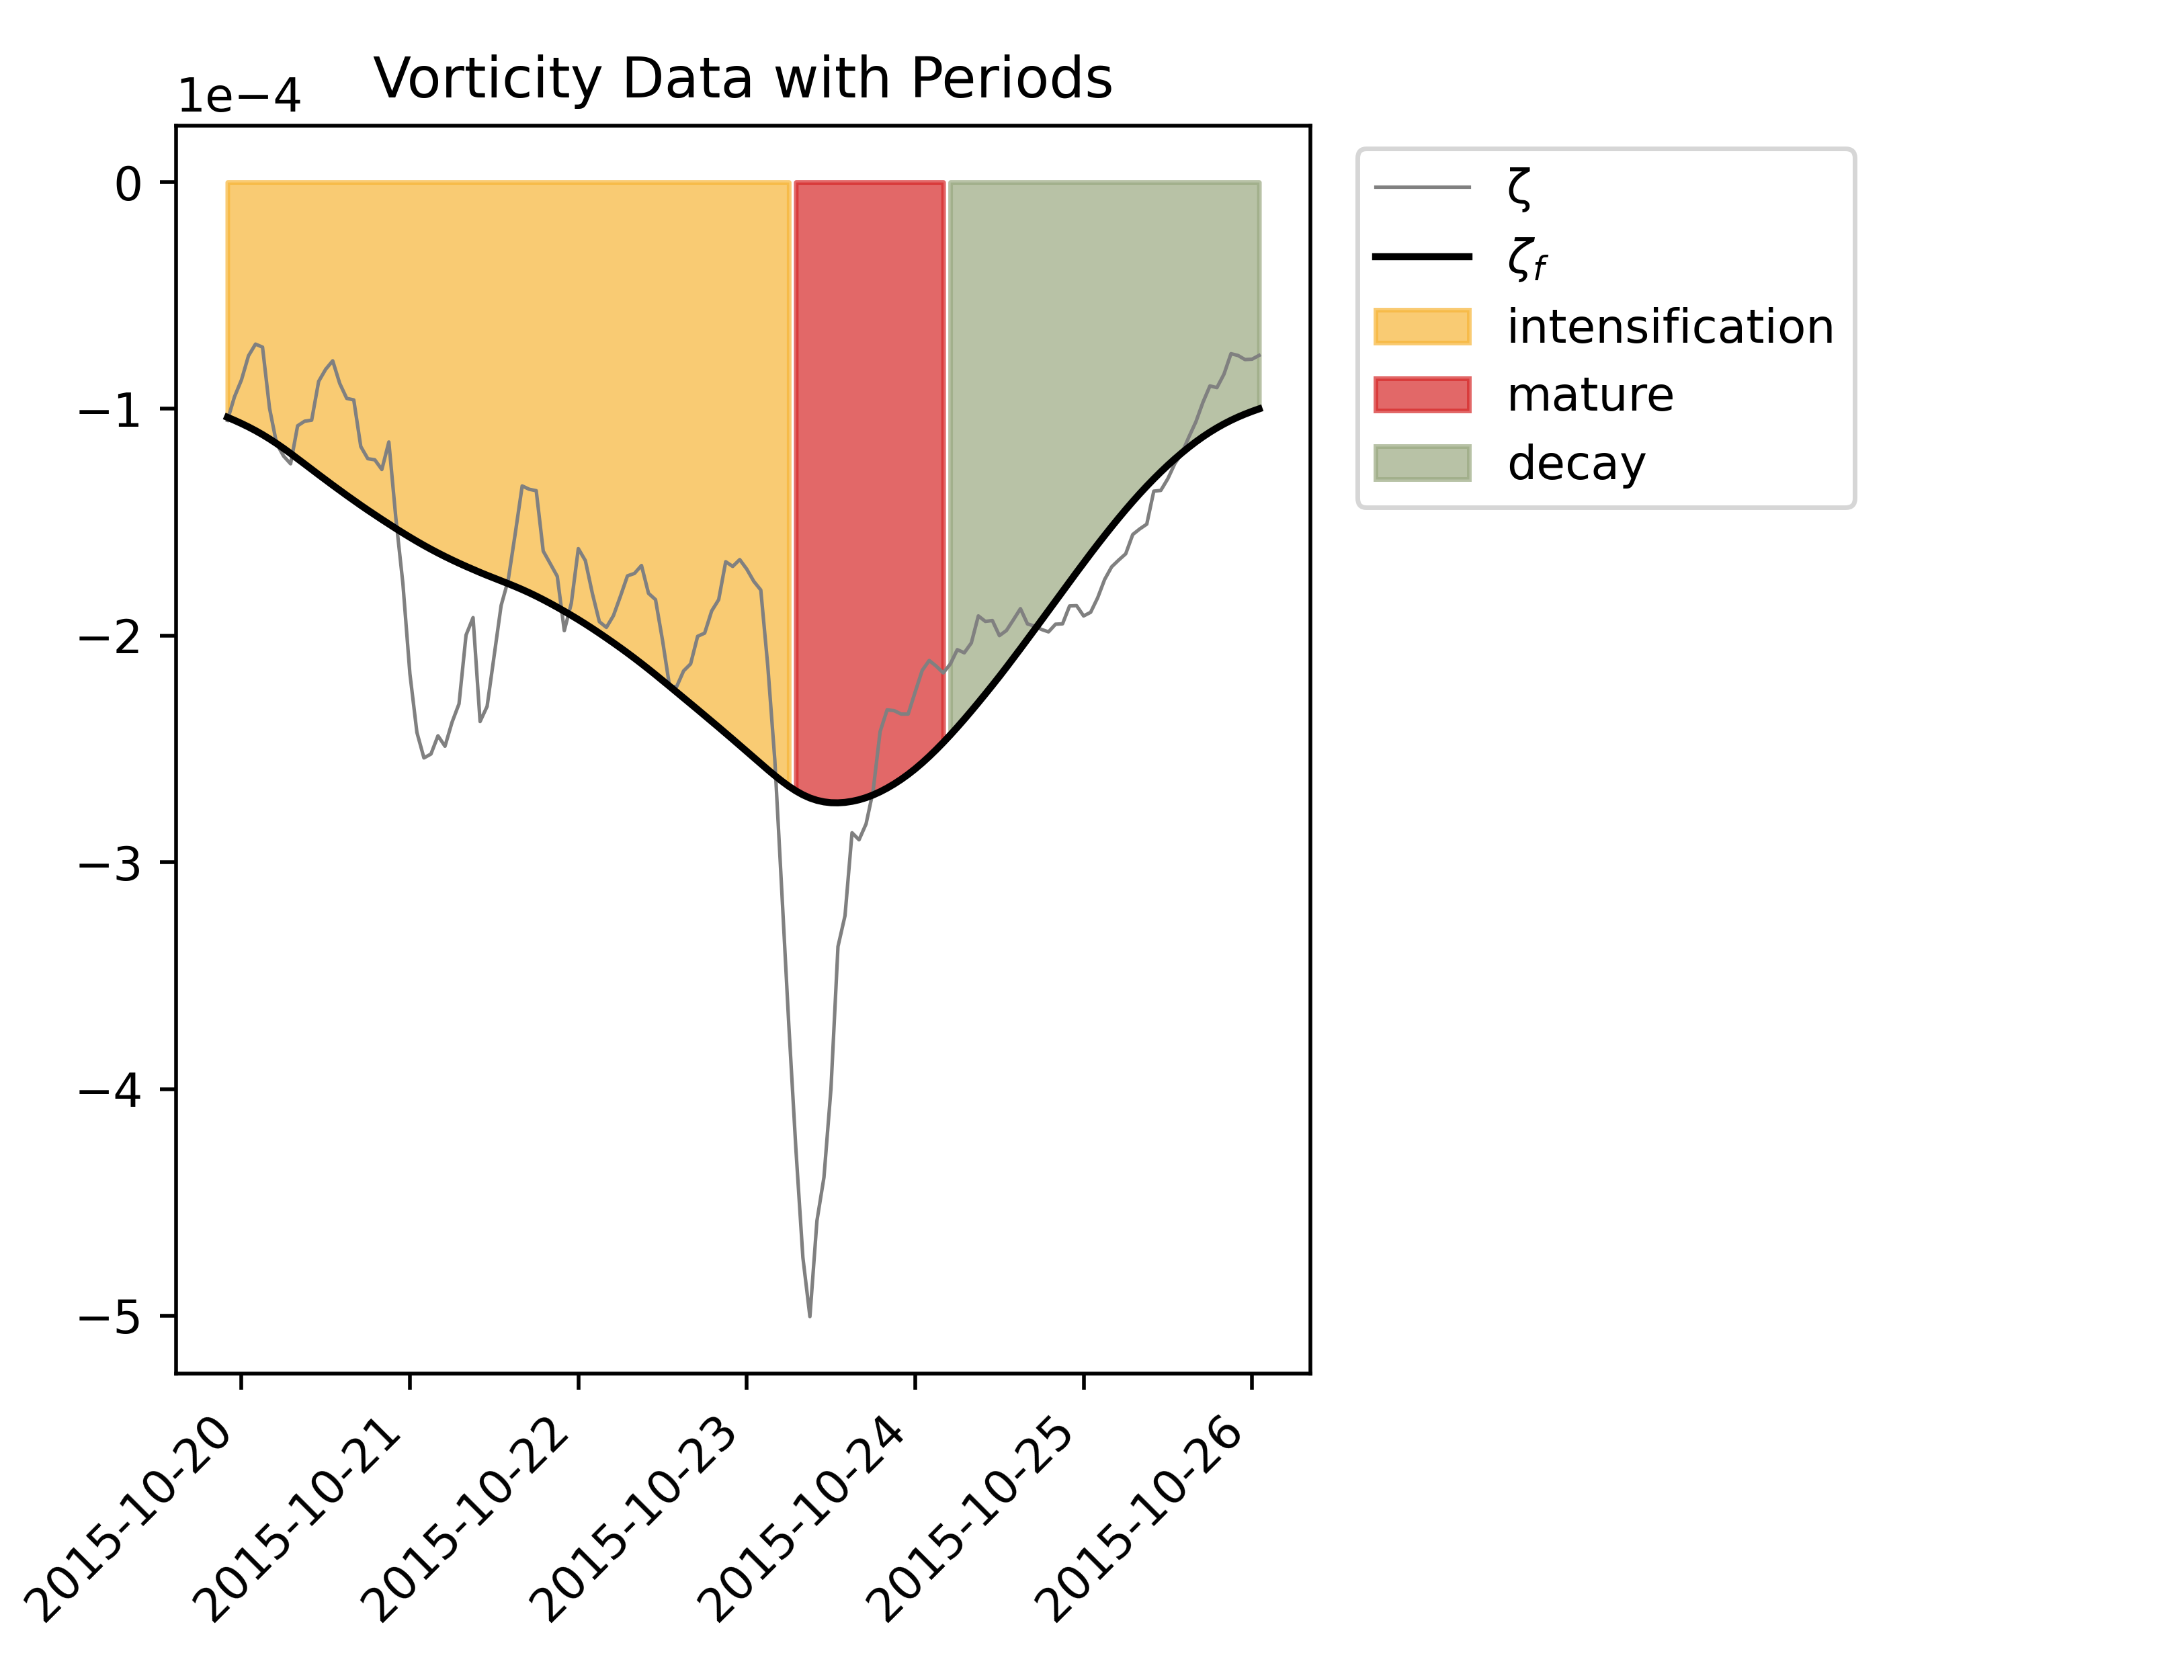 Vorticity Data with Periods
1e−4
0
−1
−2
−3
−4
−5
2015-10-20
2015-10-21
2015-10-22
2015-10-23
2015-10-24
2015-10-25
2015-10-26
ζ
ζf
intensification
mature
decay